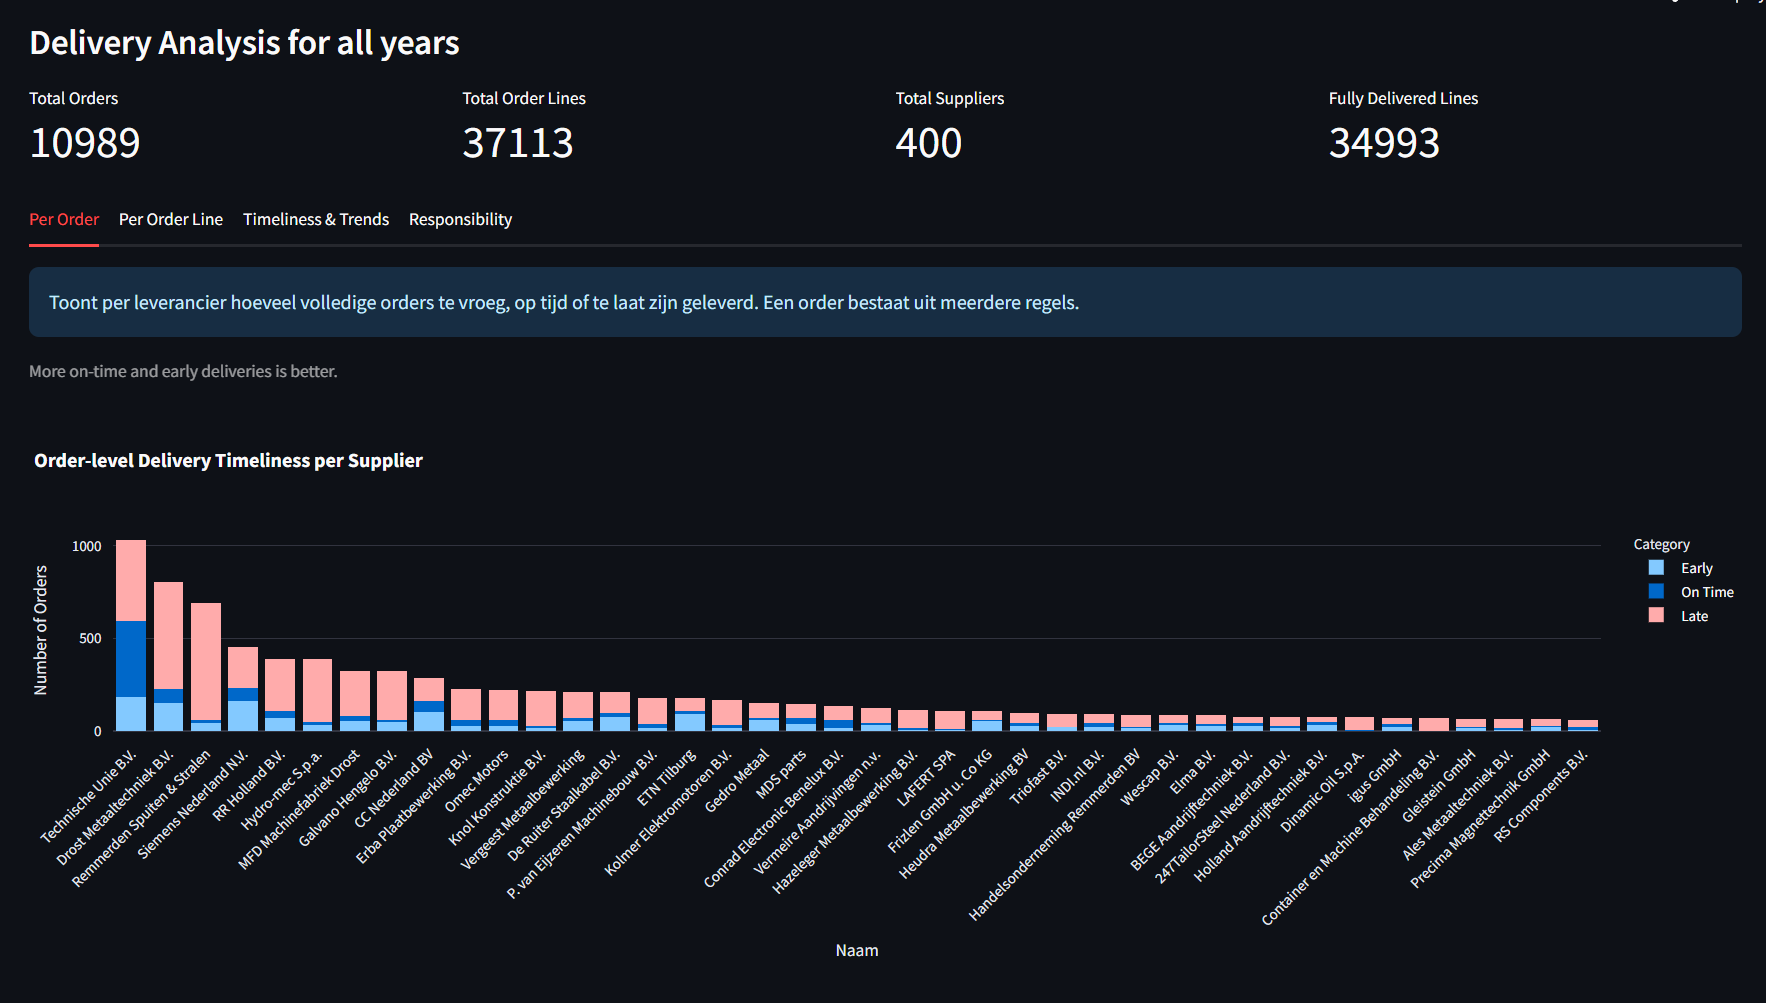 Delivery Analysis for all years
Total Orders
Total Order Lines
Total Suppliers
Fully Delivered Lines
10989
37113
400
34993
Per Order
Per Order Line
Timeliness & Trends
Responsibility
Toont per leverancier hoeveel volledige orders te vroeg, op tijd of te laat zijn geleverd. Een order bestaat uit meerdere regels.
More on-time and early deliveries is better.
Order-level Delivery Timeliness per Supplier
Number of Orders
1000
500
0
Category
Early
On Time
Late
Technische Unie B.V.
Drost Metaaltechniek B.V.
Remmerden Spuiten & Stralen
Siemens Nederland N.V.
RR Holland B.V.
Hydro-mec S.p.a.
MFD Machinefabriek Drost
Galvano Hengelo B.V.
CC Nederland BV
Erba Plaatbewerking B.V.
Omec Motors
Knol Konstruktie B.V.
Vergeest Metaalbewerking
De Ruiter Staalkabel B.V.
P. van Eijzeren Machinebouw B.V.
ETN Tilburg
Kolmer Elektromotoren B.V.
Gedro Metaal
MDS parts
Conrad Electronic Benelux B.V.
Vermeire Aandrijvingen n.v.
Hazeleger Metaalbewerking B.V.
LAFERT SPA
Frizlen GmbH u. Co KG
Heudra Metaalbewerking BV
Triofast B.V.
INDI.nl B.V.
Handelsonderneming Remmerden BV
Wescap B.V.
Elma B.V.
BEGE Aandrijftechniek B.V.
247TailorSteel Nederland B.V.
Holland Aandrijftechniek B.V.
Dinamic Oil S.p.A.
igus GmbH
Container en Machine Behandeling B.V.
Gleistein GmbH
Ales Metaaltechniek B.V.
Precima Magnettechnik GmbH
RS Components B.V.
Naam